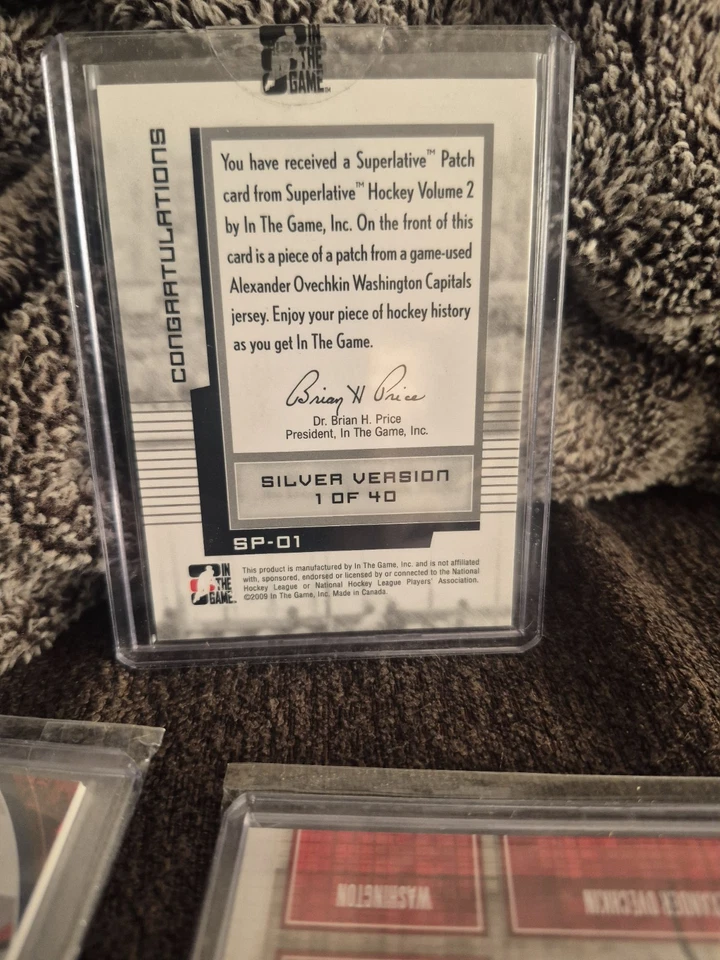 IN
THE
GAME
CONGRATULATIONS
You have received a Superlative™ Patch
card from Superlative™ Hockey Volume 2
by In The Game, Inc. On the front of this
card is a piece of a patch from a game-used
Alexander Ovechkin Washington Capitals
jersey. Enjoy your piece of hockey history
as you get In The Game.
Brian H Price
Dr. Brian H. Price
President, In The Game, Inc.
SILVER VERSION
1 OF 40
SP-01
IN
THE
GAME
This product is manufactured by In The Game, Inc. and is not affiliated
with, sponsored, endorsed or licensed by or connected to the National
Hockey League or National Hockey League Players' Association.
©2009 In The Game, Inc. Made in Canada.
WASHINGTON
XANDER OVECHKIN